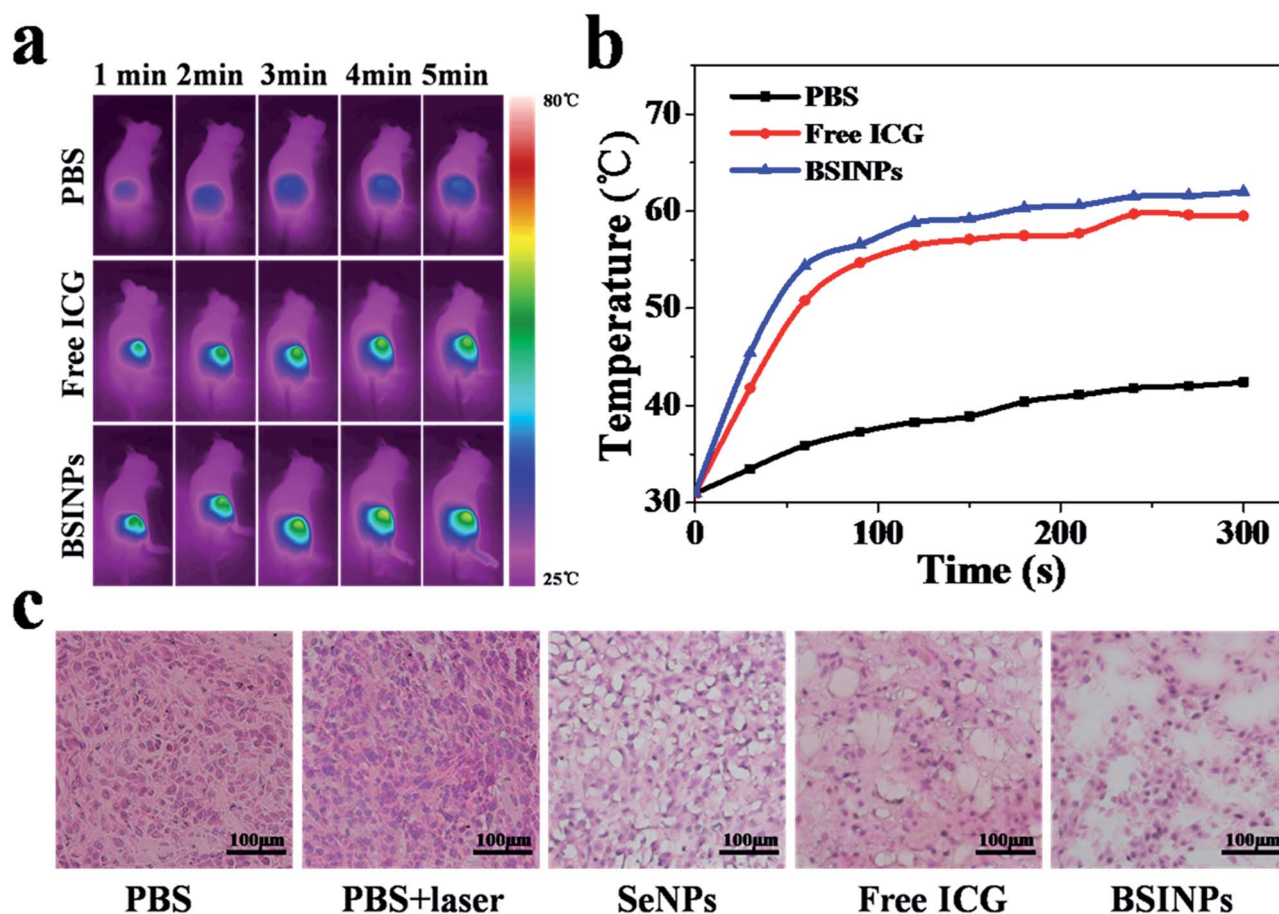 a
1 min 2min 3min 4min 5min
PBS
Free ICG
BSINPs
80℃
25℃
b
PBS
Free ICG
BSINPs
Temperature (℃)
70
60
50
40
30
0 100 200 300
Time (s)
c
100μm 100μm 100μm 100μm 100μm
PBS PBS+laser SeNPs Free ICG BSINPs